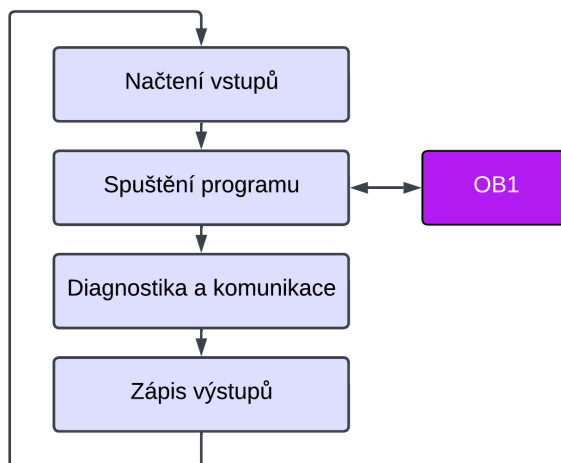 Načtení vstupů
Spuštění programu
OB1
Diagnostika a komunikace
Zápis výstupů